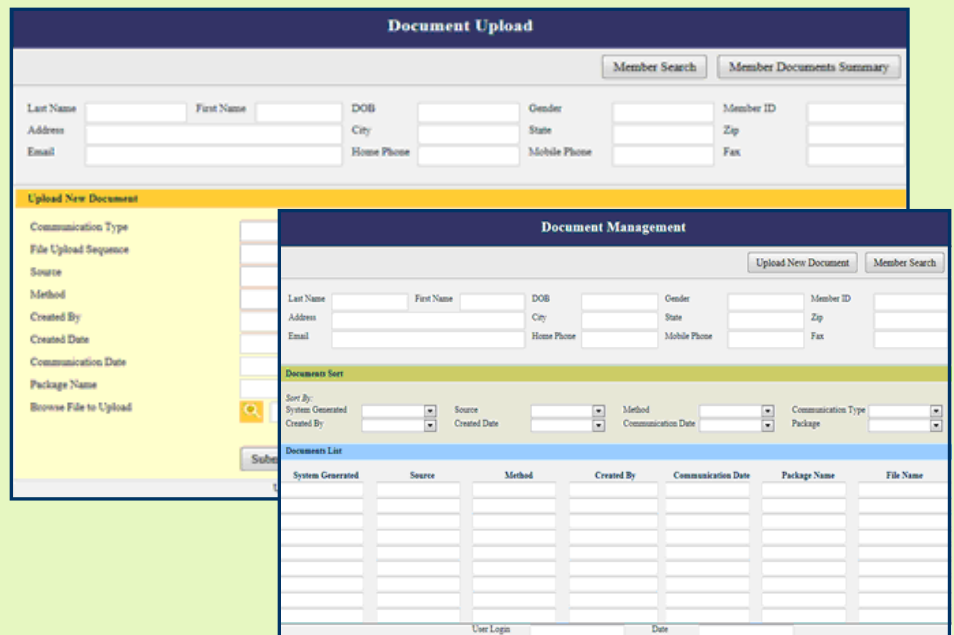 Document Upload
Member Search Member Documents Summary
Last Name First Name DOB Gender Member ID
Address City State Zip
Email Home Phone Mobile Phone Fax
Upload New Document
Communication Type
File Upload Sequence
Source
Method
Created By
Created Date
Communication Date
Package Name
Browse File to Upload
Document Management
Upload New Document Member Search
Last Name First Name DOB Gender Member ID
Address City State Zip
Email Home Phone Mobile Phone Fax
Documents Sort
Sort By:
System Generated Source Method Communication Type
Created By Created Date Communication Date Package
Documents List
System Generated Source Method Created By Communication Date Package Name File Name
User Login Date